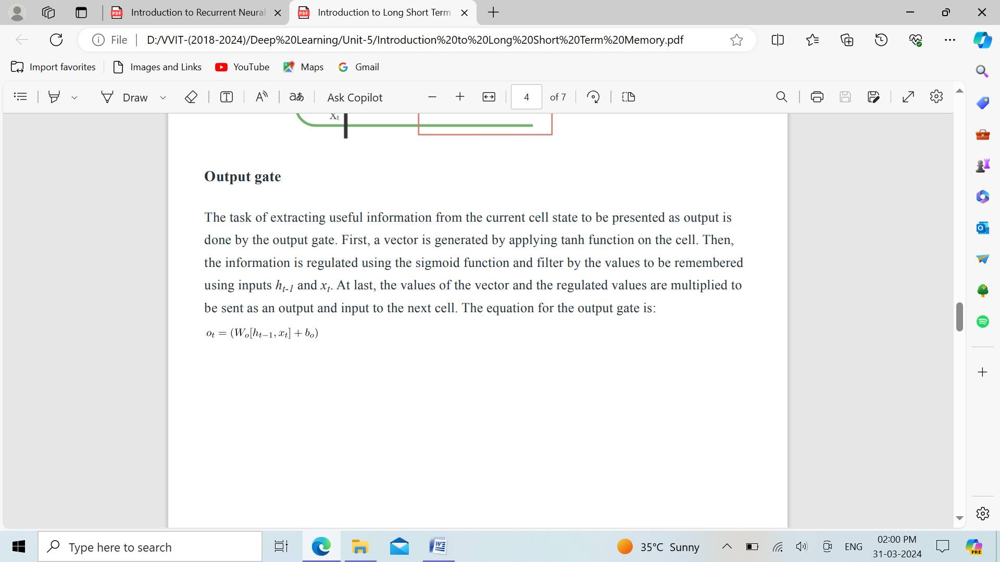 Introduction to Recurrent Neural
Introduction to Long Short Term
File
D:/VVIT-(2018-2024)/Deep%20Learning/Unit-5/Introduction%20to%20Long%20Short%20Term%20Memory.pdf
Import favorites
Images and Links
YouTube
Maps
Gmail
Draw
Ask Copilot
4
of 7
Xt
Output gate
The task of extracting useful information from the current cell state to be presented as output is
done by the output gate. First, a vector is generated by applying tanh function on the cell. Then,
the information is regulated using the sigmoid function and filter by the values to be remembered
using inputs h_{t-1} and x_t. At last, the values of the vector and the regulated values are multiplied to
be sent as an output and input to the next cell. The equation for the output gate is:
o_t = (W_o[h_{t-1}, x_t] + b_o)
Type here to search
35°C Sunny
ENG
02:00 PM
31-03-2024
PRE